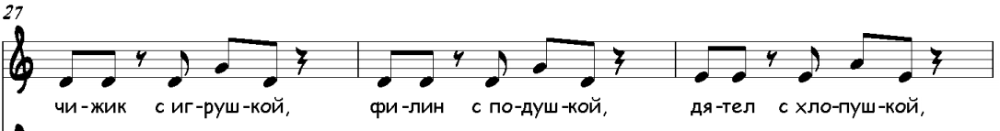 27
чи-жик с иг-руш-кой, фи-лин с по-душ-кой, дя-тел с хло-пуш-кой,